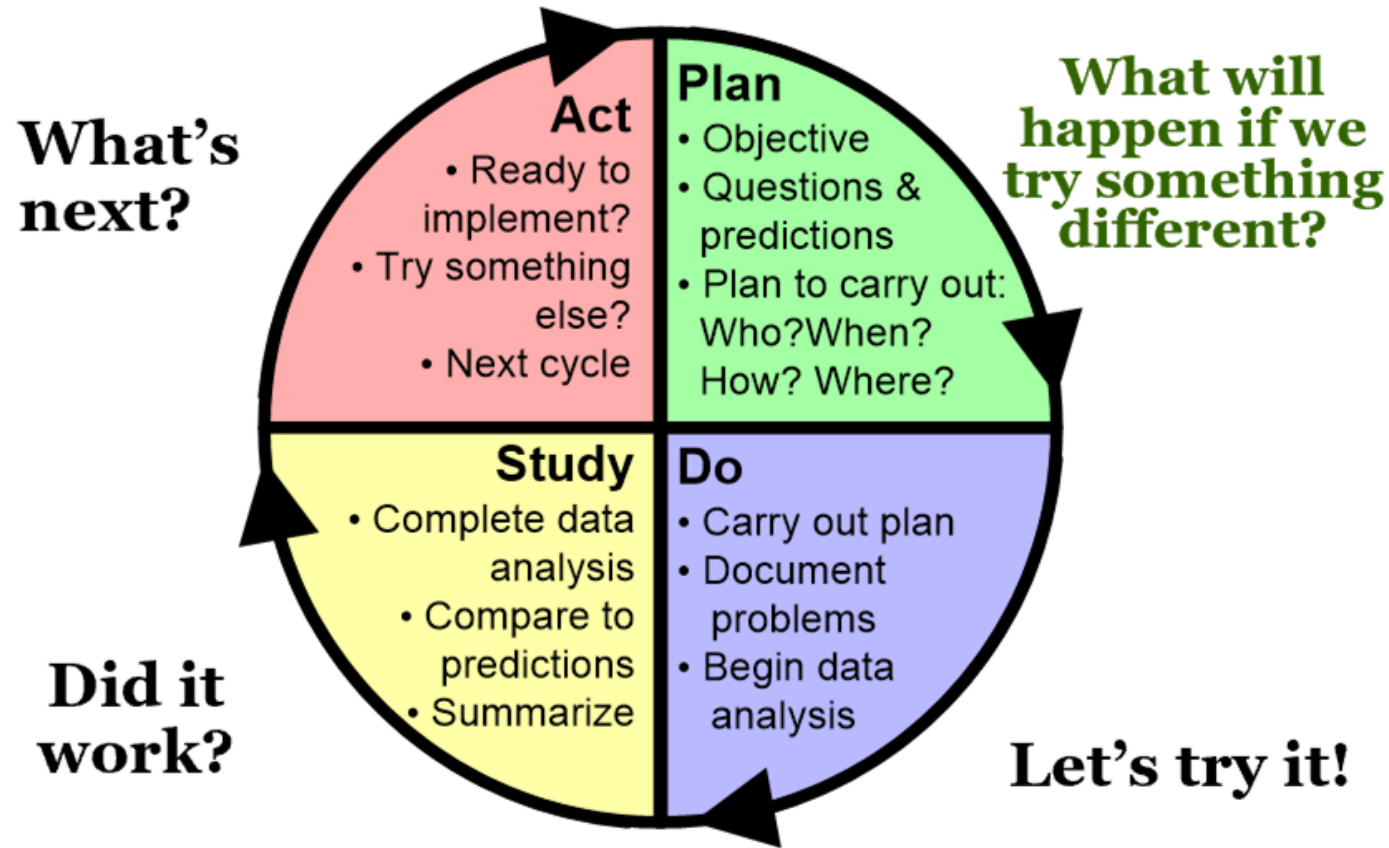 What's
next?
Act
• Ready to
implement?
• Try something
else?
• Next cycle
Plan
• Objective
• Questions &
predictions
• Plan to carry out:
Who?When?
How? Where?
What will
happen if we
try something
different?
Did it
work?
Study
• Complete data
analysis
• Compare to
predictions
• Summarize
Do
• Carry out plan
• Document
problems
• Begin data
analysis
Let's try it!